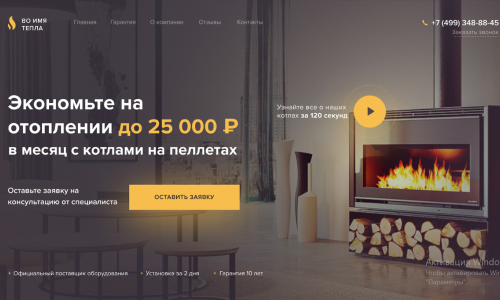 ВО ИМЯ
ТЕПЛА
Главная Гарантия О компании Отзывы Контакты
+7 (499) 348-88-45
Заказать звонок
Экономьте на
отоплении до 25 000 ₽
в месяц с котлами на пеллетах
Узнайте все о наших
котлах за 120 секунд
Оставьте заявку на
консультацию от специалиста
ОСТАВИТЬ ЗАЯВКУ
Официальный поставщик оборудования Установка за 2 дня Гарантия 10 лет
Активация Windo
Чтобы активировать Win
"Параметры".